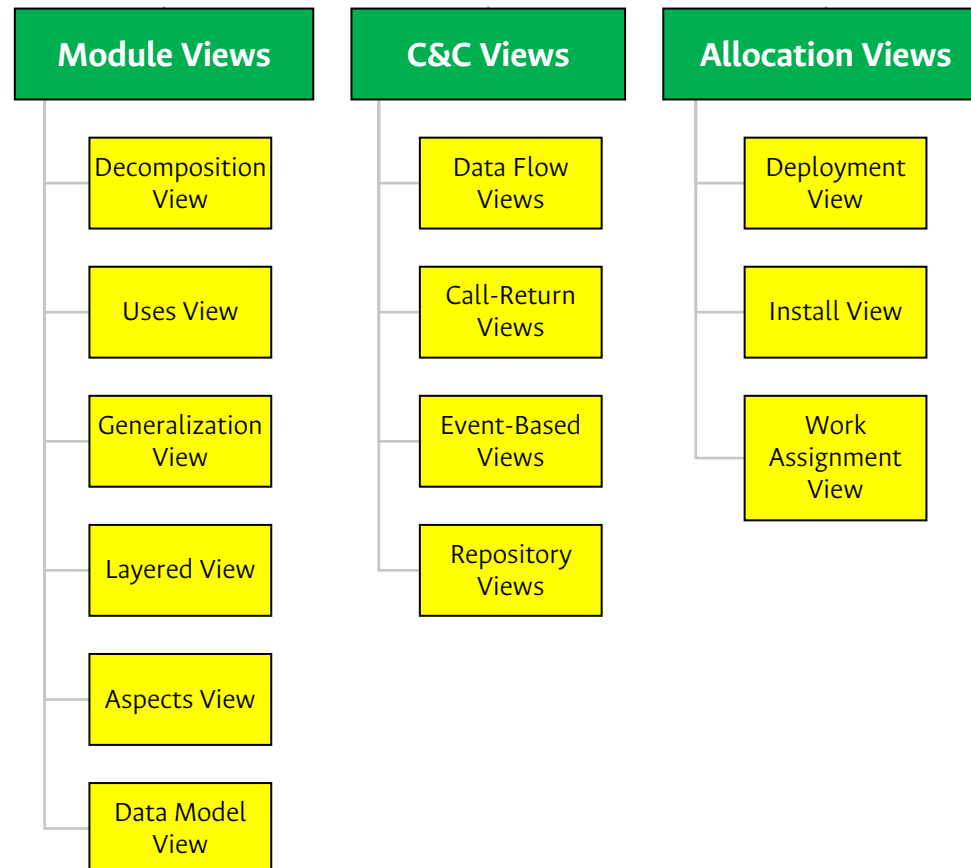 Module Views
Decomposition
View
Uses View
Generalization
View
Layered View
Aspects View
Data Model
View
C&C Views
Data Flow
Views
Call-Return
Views
Event-Based
Views
Repository
Views
Allocation Views
Deployment
View
Install View
Work
Assignment
View